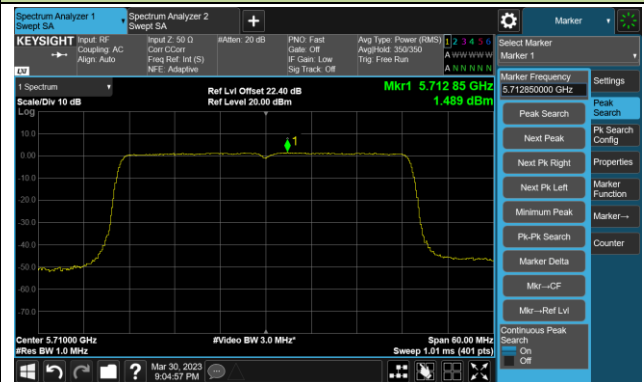 Spectrum Analyzer 1
Swept SA
Spectrum Analyzer 2
Swept SA
+
Marker
KEYSIGHT
Input: RF
Coupling: AC
Align: Auto
Input Z: 50 Ω
Corr CCorr
Freq Ref: Int (S)
NFE: Adaptive
#Atten: 20 dB
PNO: Fast
Gate: Off
IF Gain: Low
Sig Track: Off
Avg Type: Power (RMS)
Avg|Hold: 350/350
Trig: Free Run
1 2 3 4 5 6
A W W W W W
A N N N N N
LXI
Select Marker
Marker 1
1 Spectrum
Scale/Div 10 dB
Log
Ref Lvl Offset 22.40 dB
Ref Level 20.00 dBm
Mkr1 5.712 85 GHz
1.489 dBm
1
10.0
0.00
-10.0
-20.0
-30.0
-40.0
-50.0
-60.0
-70.0
Center 5.71000 GHz
#Res BW 1.0 MHz
#Video BW 3.0 MHz*
Span 60.00 MHz
Sweep 1.01 ms (401 pts)
Marker Frequency
5.712850000 GHz
Peak Search
Next Peak
Next Pk Right
Next Pk Left
Minimum Peak
Pk-Pk Search
Marker Delta
Mkr→CF
Mkr→Ref Lvl
Continuous Peak
Search
On
Off
Settings
Peak
Search
Pk Search
Config
Properties
Marker
Function
Marker→
Counter
?
Mar 30, 2023
9:04:57 PM